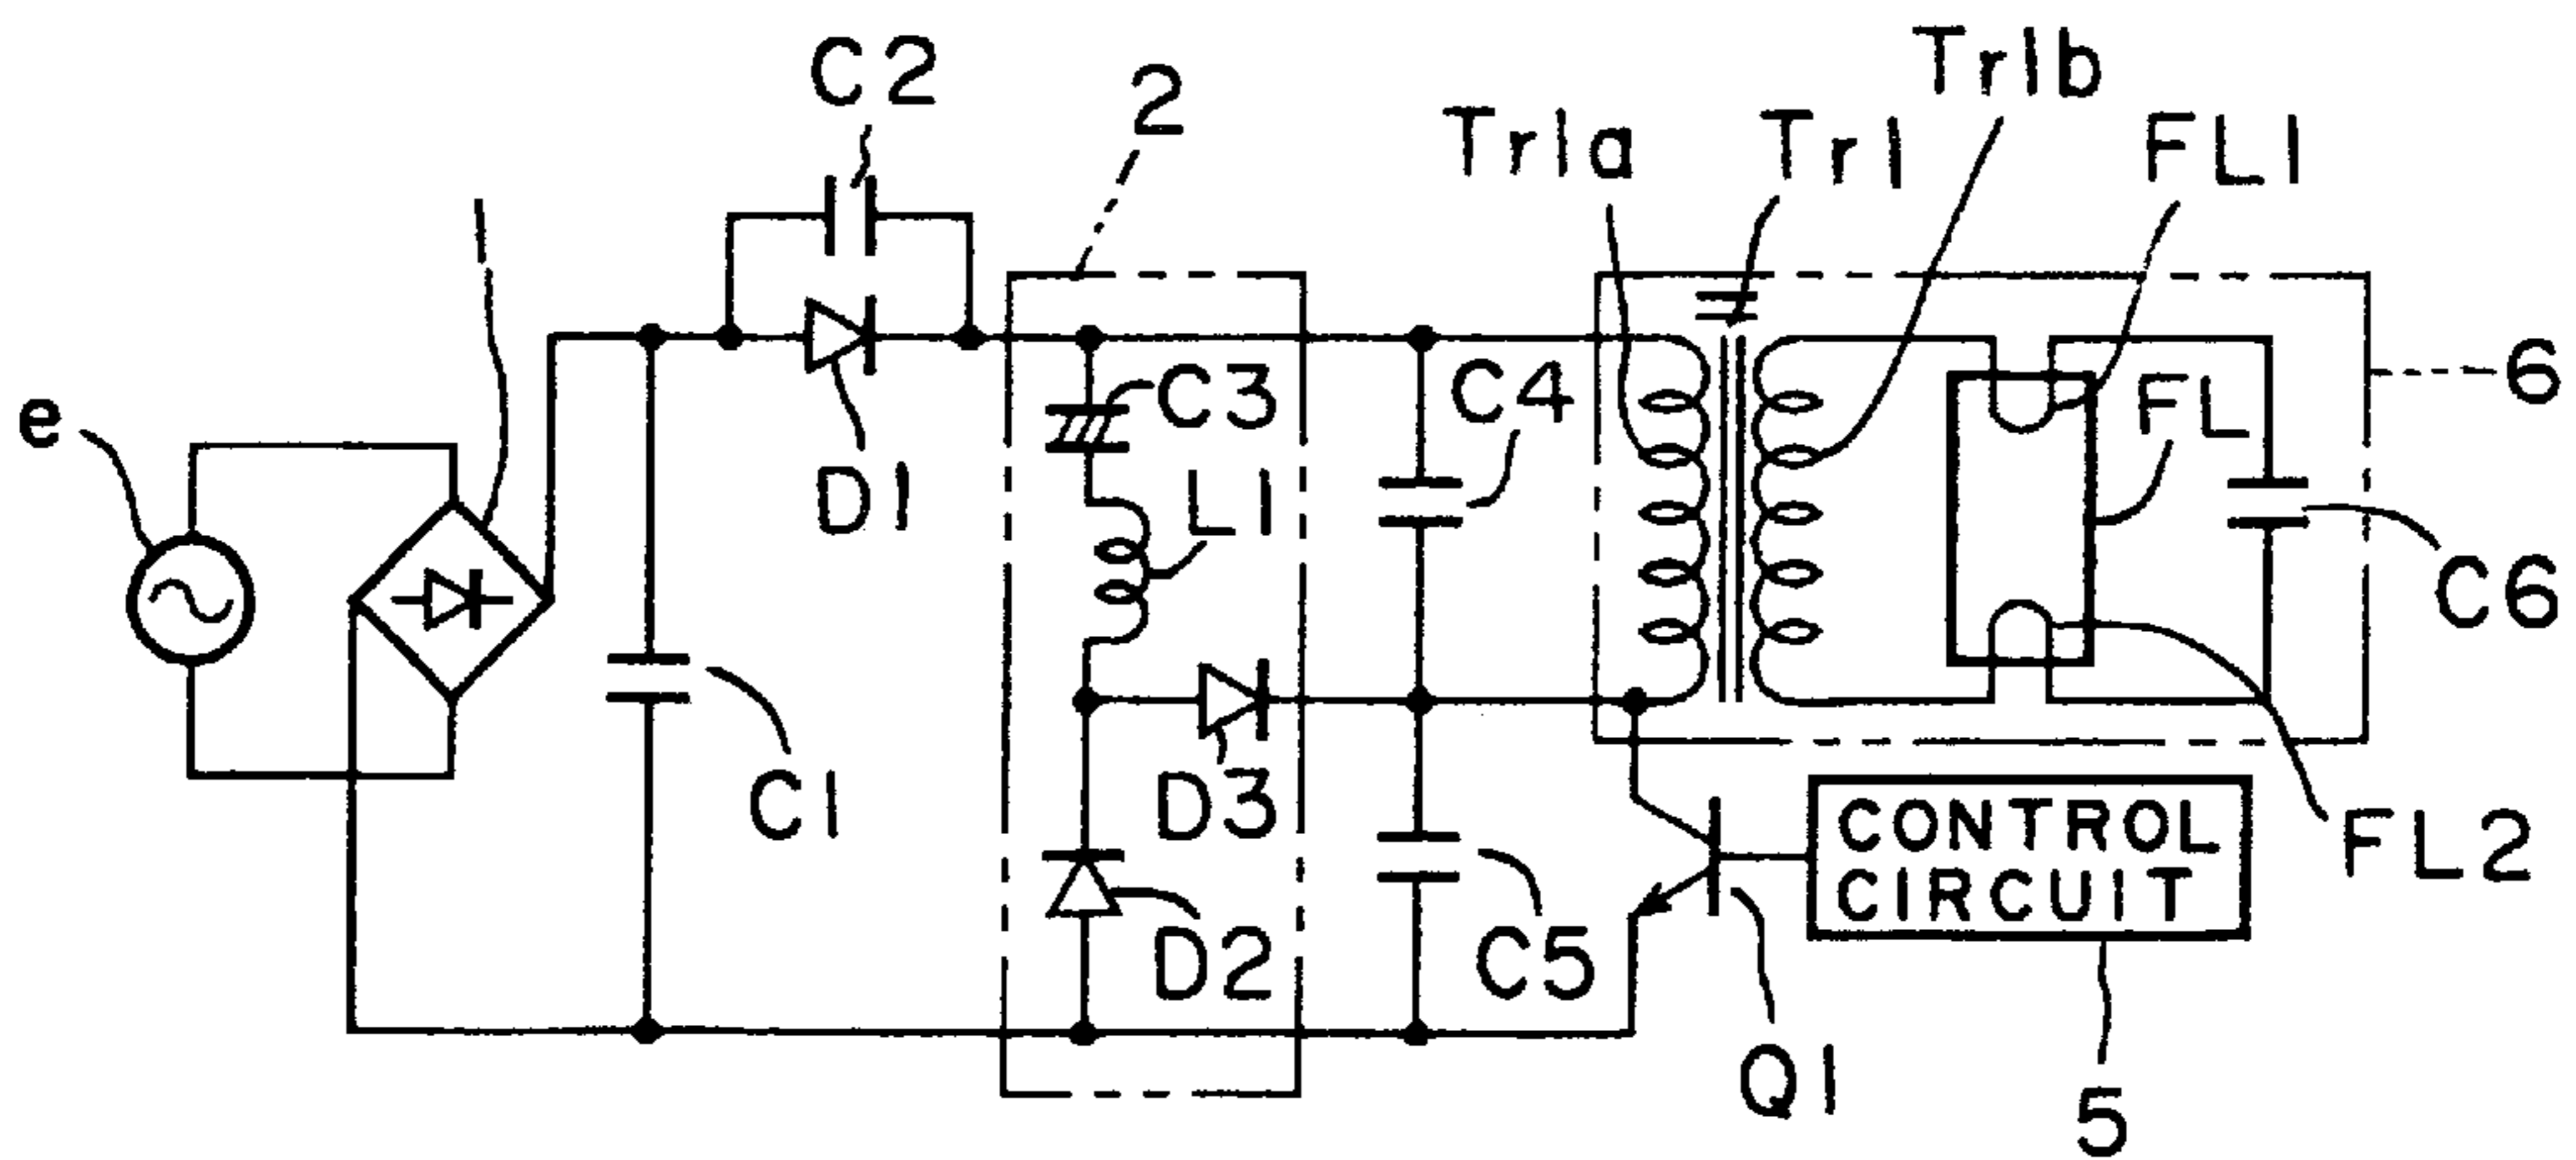 C2
2
Tr1a
Tr1
Tr1b
FL1
1
e
D1
C3
L1
C4
FL
6
C6
C1
D3
D2
C5
Q1
CONTROL
CIRCUIT
FL2
5